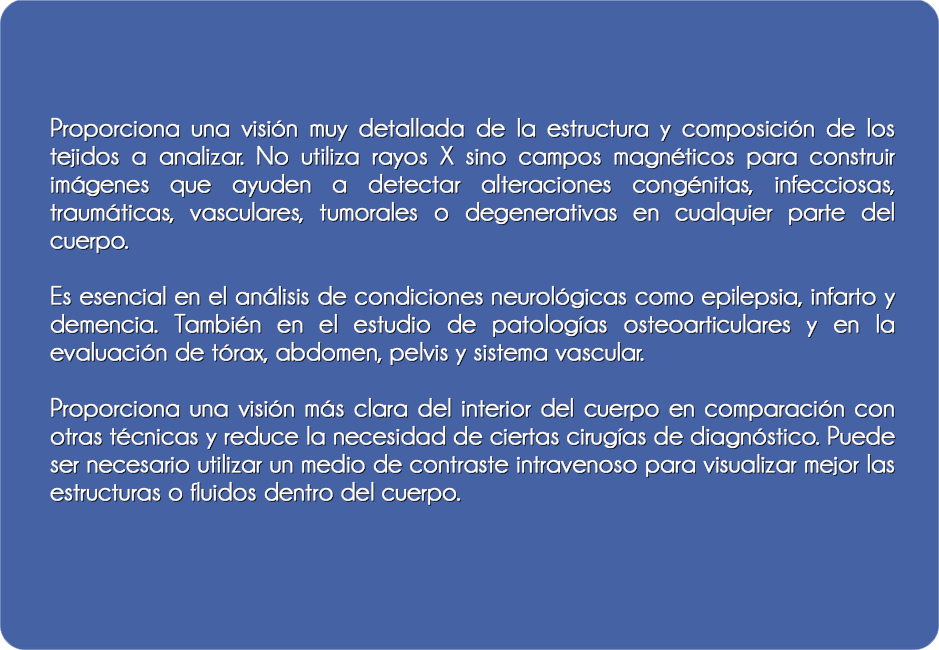 Proporciona una visión muy detallada de la estructura y composición de los
tejidos a analizar. No utiliza rayos X sino campos magnéticos para construir
imágenes que ayuden a detectar alteraciones congénitas, infecciosas,
traumáticas, vasculares, tumorales o degenerativas en cualquier parte del
cuerpo.
Es esencial en el análisis de condiciones neurológicas como epilepsia, infarto y
demencia. También en el estudio de patologías osteoarticulares y en la
evaluación de tórax, abdomen, pelvis y sistema vascular.
Proporciona una visión más clara del interior del cuerpo en comparación con
otras técnicas y reduce la necesidad de ciertas cirugías de diagnóstico. Puede
ser necesario utilizar un medio de contraste intravenoso para visualizar mejor las
estructuras o fluidos dentro del cuerpo.